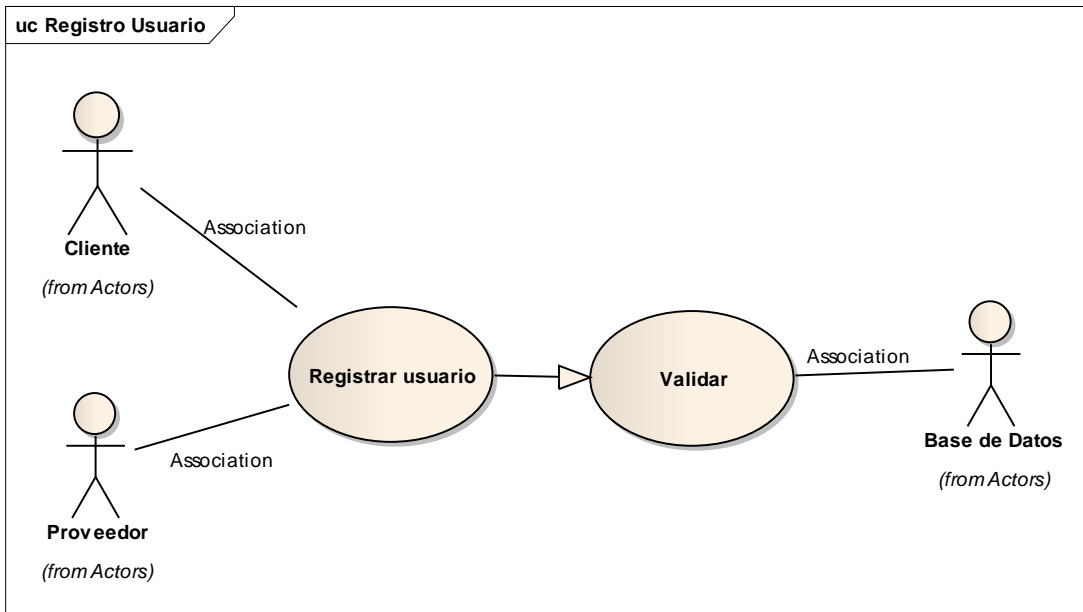 uc Registro Usuario
Cliente
(from Actors)
Association
Registrar usuario
Validar
Association
Base de Datos
(from Actors)
Association
Proveedor
(from Actors)